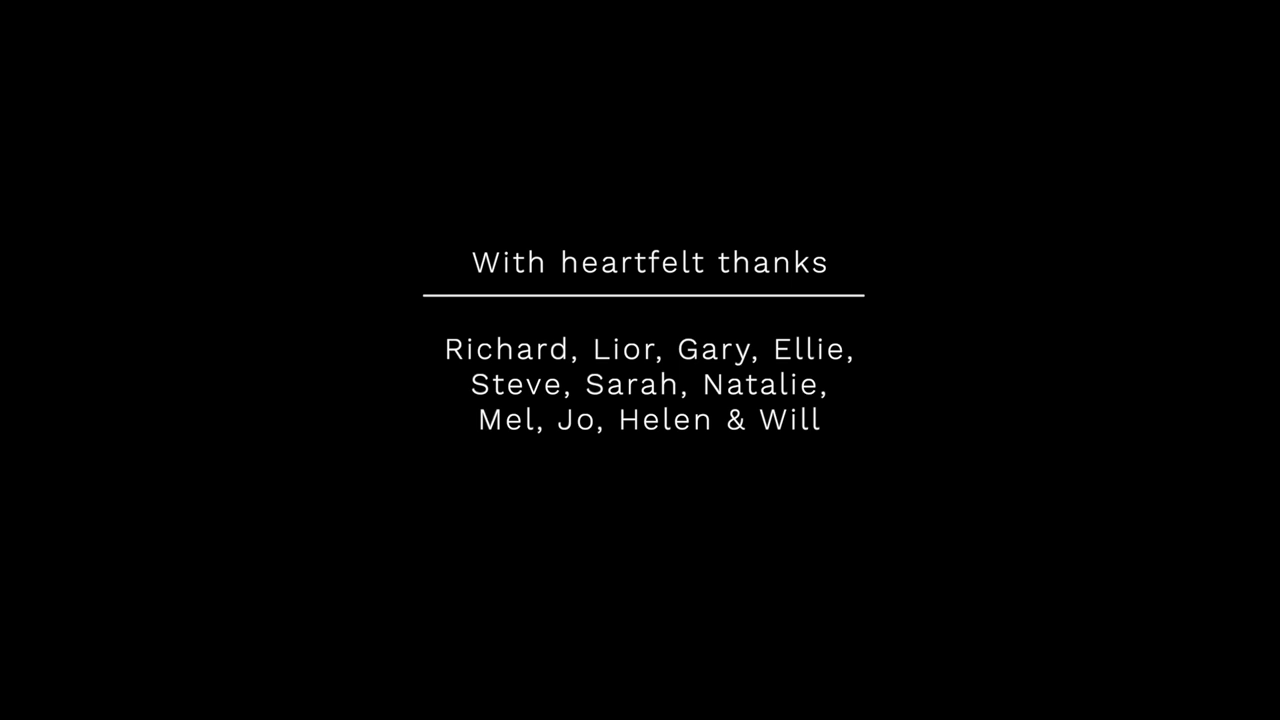 With heartfelt thanks
Richard, Lior, Gary, Ellie,
Steve, Sarah, Natalie,
Mel, Jo, Helen & Will